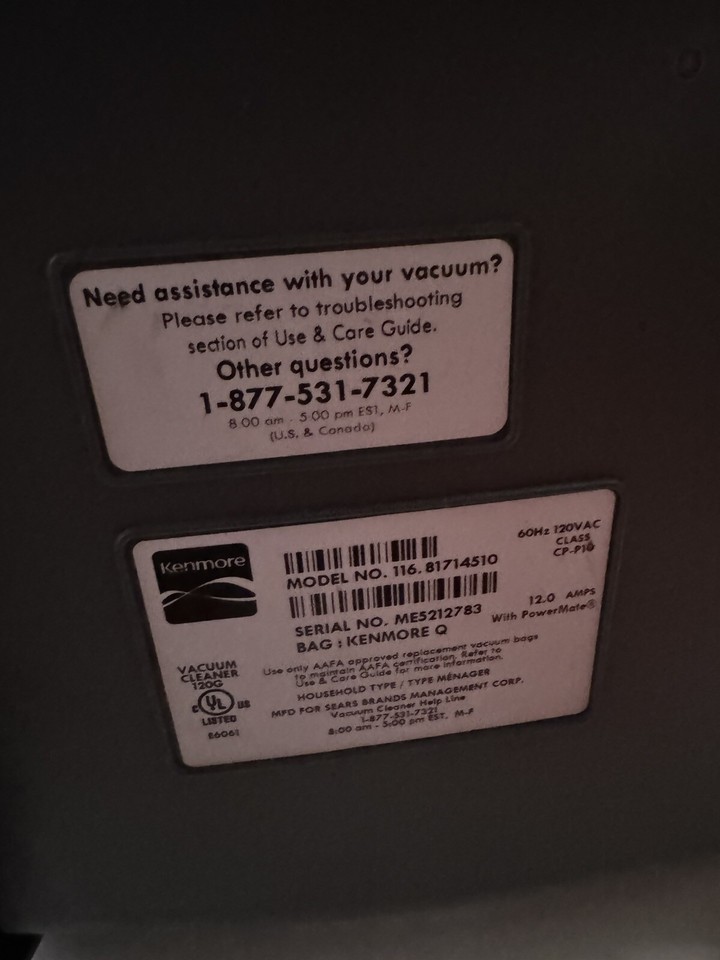 Need assistance with your vacuum?
Please refer to troubleshooting
section of Use & Care Guide.
Other questions?
1-877-531-7321
8:00 am - 5:00 pm EST, M-F
(U.S. & Canada)
Kenmore
MODEL NO. 116.81714510
SERIAL NO. ME5212783
BAG : KENMORE Q
60Hz 120VAC
CLASS
CP-P10
12.0 AMPS
With PowerMate®
Use only AAFA approved replacement vacuum bags
to maintain AAFA certification. Refer to
Use & Care Guide for more information.
HOUSEHOLD TYPE / TYPE MÉNAGER
MFD FOR SEARS BRANDS MANAGEMENT CORP.
Vacuum Cleaner Help Line
1-877-531-7321
8:00 am - 5:00 pm EST, M-F
VACUUM
CLEANER
120G
c UL US
LISTED
E6061